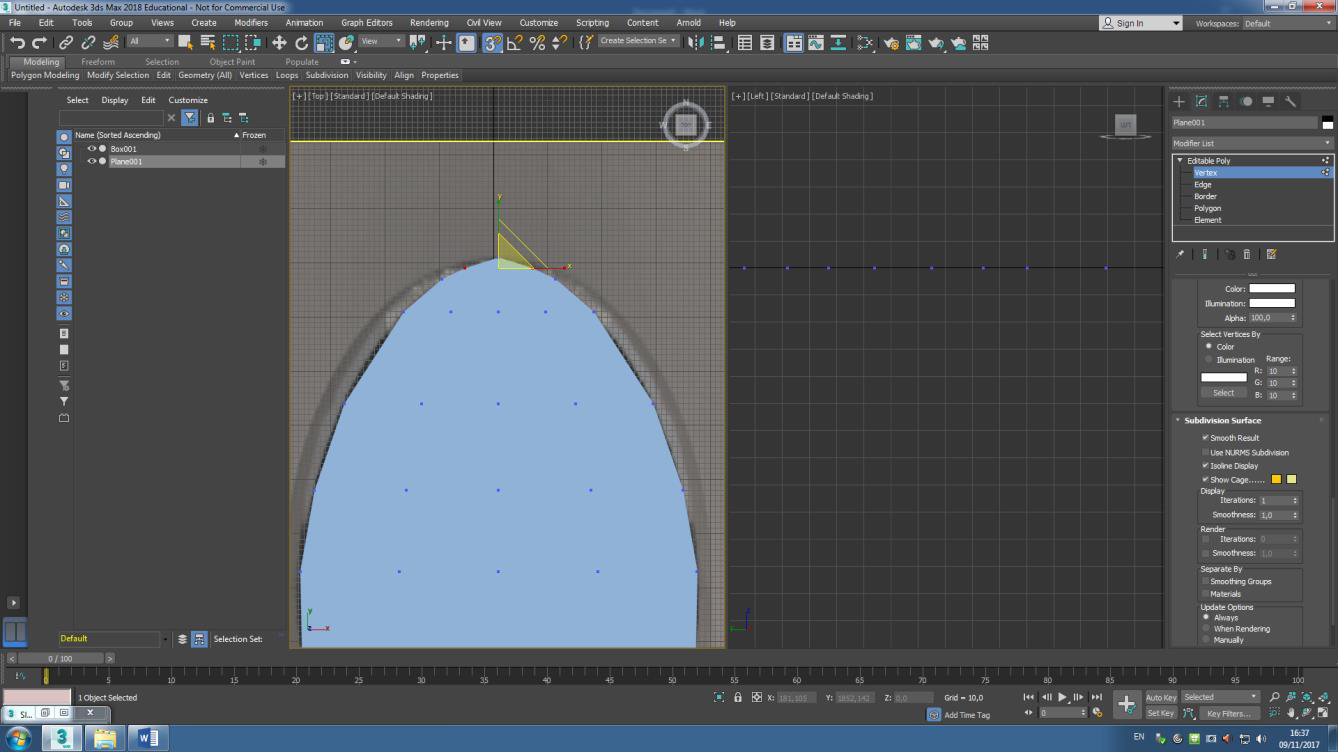 Untitled - Autodesk 3ds Max 2018 Educational - Not for Commercial Use
File Edit Tools Group Views Create Modifiers Animation Graph Editors Rendering Civil View Customize Scripting Content Arnold Help
Sign In Workspaces: Default
All View Create Selection Se
Modeling Freeform Selection Object Paint Populate
Polygon Modeling Modify Selection Edit Geometry (All) Vertices Loops Subdivision Visibility Align Properties
Select Display Edit Customize
Name (Sorted Ascending) Frozen
Box001
Plane001
Default
Selection Set:
[+] [Top] [Standard] [Default Shading]
N
W TOP E
S
y
x
y
z x
[+] [Left] [Standard] [Default Shading]
LEFT
Z
Plane001
Modifier List
Editable Poly
Vertex
Edge
Border
Polygon
Element
Color:
Illumination:
Alpha: 100,0
Select Vertices By
Color
Illumination Range:
R: 10
G: 10
Select B: 10
Subdivision Surface
Smooth Result
Use NURMS Subdivision
Isoline Display
Show Cage......
Display
Iterations: 1
Smoothness: 1,0
Render
Iterations: 0
Smoothness: 1,0
Separate By
Smoothing Groups
Materials
Update Options
Always
When Rendering
Manually
< 0 / 100 >
0 5 10 15 20 25 30 35 40 45 50 55 60 65 70 75 80 85 90 95 100
1 Object Selected X: 181,105 Y: 1852,142 Z: 0,0 Grid = 10,0 Auto Key Selected
Add Time Tag 0 Set Key Key Filters...
EN 16:37
09/11/2017